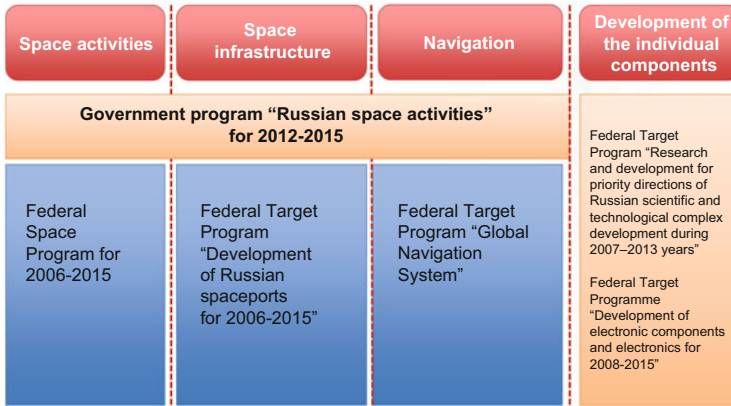 Space activities
Space
infrastructure
Navigation
Development of
the individual
components
Government program “Russian space activities”
for 2012-2015
Federal
Space
Program for
2006-2015
Federal Target
Program
“Development
of Russian
spaceports
for 2006-2015”
Federal Target
Program “Global
Navigation
System”
Federal Target
Program “Research
and development for
priority directions of
Russian scientific and
technological complex
development during
2007–2013 years”
Federal Target
Programme
“Development of
electronic components
and electronics for
2008-2015”